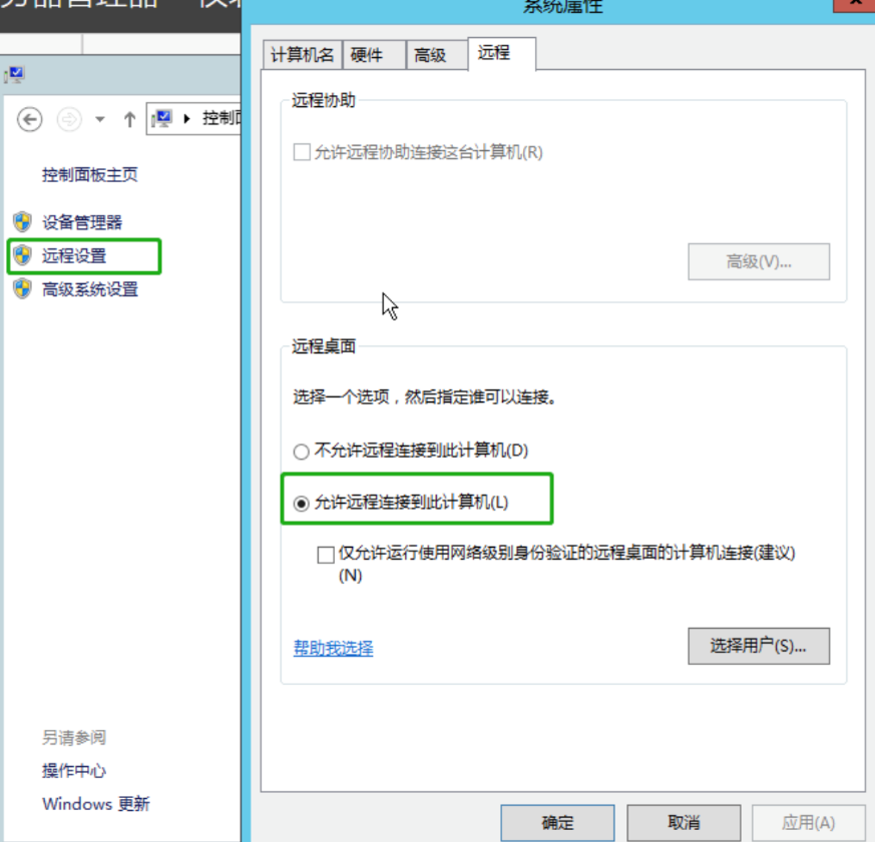 务器管理器
系统属性
计算机名
硬件
高级
远程
控制面板主页
设备管理器
远程设置
高级系统设置
另请参阅
操作中心
Windows 更新
远程协助
允许远程协助连接这台计算机(R)
高级(V)...
远程桌面
选择一个选项，然后指定谁可以连接。
不允许远程连接到此计算机(D)
允许远程连接到此计算机(L)
仅允许运行使用网络级别身份验证的远程桌面的计算机连接(建议)
(N)
帮助我选择
选择用户(S)...
确定
取消
应用(A)